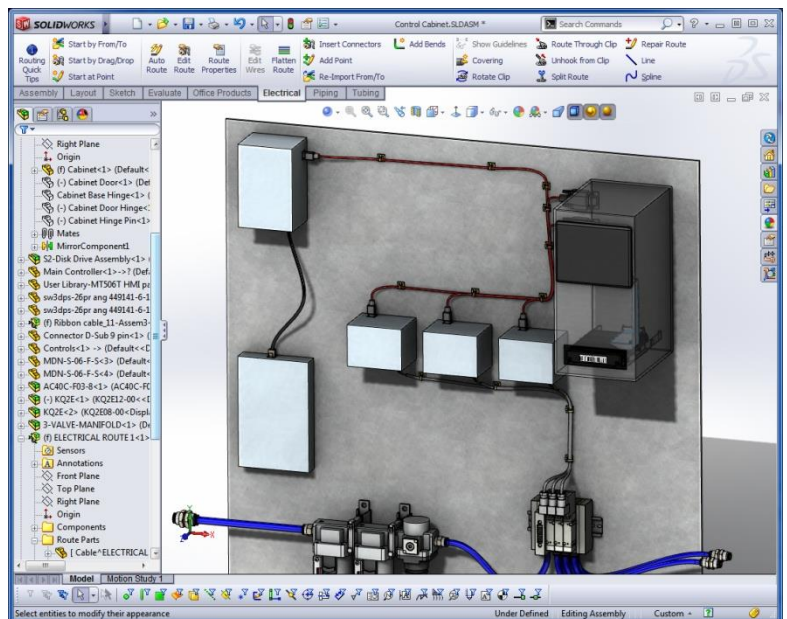 SOLIDWORKS
Control Cabinet.SLDASM *
Search Commands
Routing Quick Tips
Start by From/To
Start by Drag/Drop
Start at Point
Auto Route
Edit Route
Route Properties
Edit Wires
Flatten Route
Insert Connectors
Add Point
Re-Import From/To
Add Bends
Show Guidelines
Covering
Rotate Clip
Route Through Clip
Unhook from Clip
Split Route
Repair Route
Line
Spline
Assembly Layout Sketch Evaluate Office Products Electrical Piping Tubing
Right Plane
Origin
(f) Cabinet<1> (Default<
(-) Cabinet Door<1> (Def
Cabinet Base Hinge<1> (
(-) Cabinet Door Hinge<
(-) Cabinet Hinge Pin<1>
Mates
MirrorComponent1
S2-Disk Drive Assembly<1>
Main Controller<1>->? (Defa
User Library-MT506T HMI pa
sw3dps-26pr ang 449141-6-1
sw3dps-26pr ang 449141-6-1
(f) Ribbon cable_11-Assem3-
Connector D-Sub 9 pin<1>
Controls<1> -> (Default<<D
MDN-S-06-F-S<3> (Default<
MDN-S-06-F-S<4> (Default<
AC40C-F03-8<1> (AC40C-F0
(-) KQ2E<1> (KQ2E12-00<<D
KQ2E<2> (KQ2E08-00<Displ
3-VALVE-MANIFOLD<1> (De
(f) ELECTRICAL ROUTE 1<1>
Sensors
Annotations
Front Plane
Top Plane
Right Plane
Origin
Components
Route Parts
[ Cable^ELECTRICAL
Model Motion Study 1
Select entities to modify their appearance
Under Defined Editing Assembly Custom